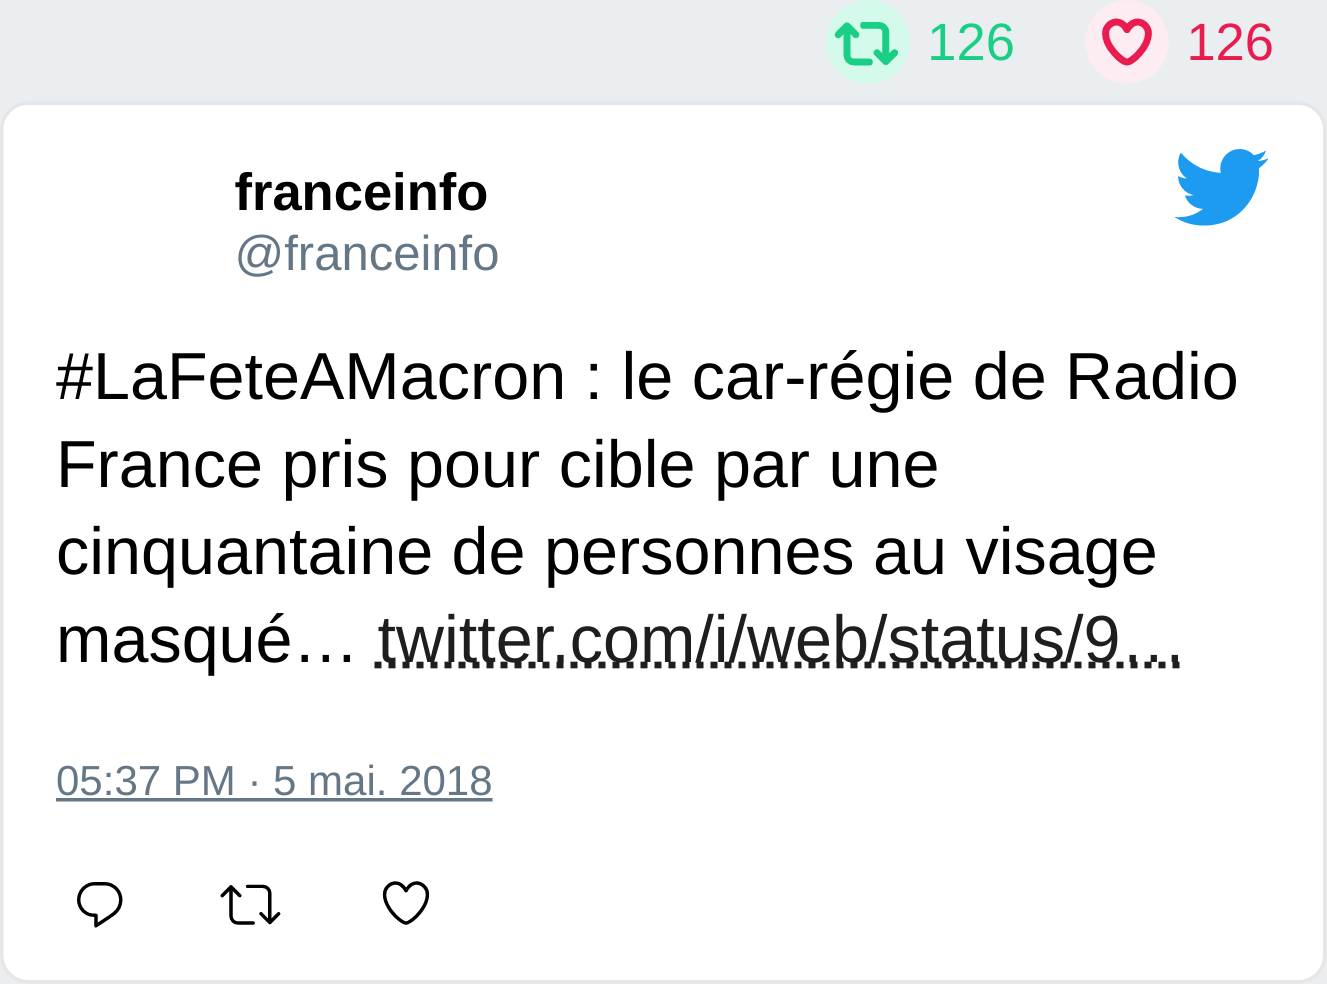 126 126
franceinfo
@franceinfo
#LaFeteAMacron : le car-régie de Radio
France pris pour cible par une
cinquantaine de personnes au visage
masqué… twitter.com/i/web/status/9…
05:37 PM · 5 mai. 2018